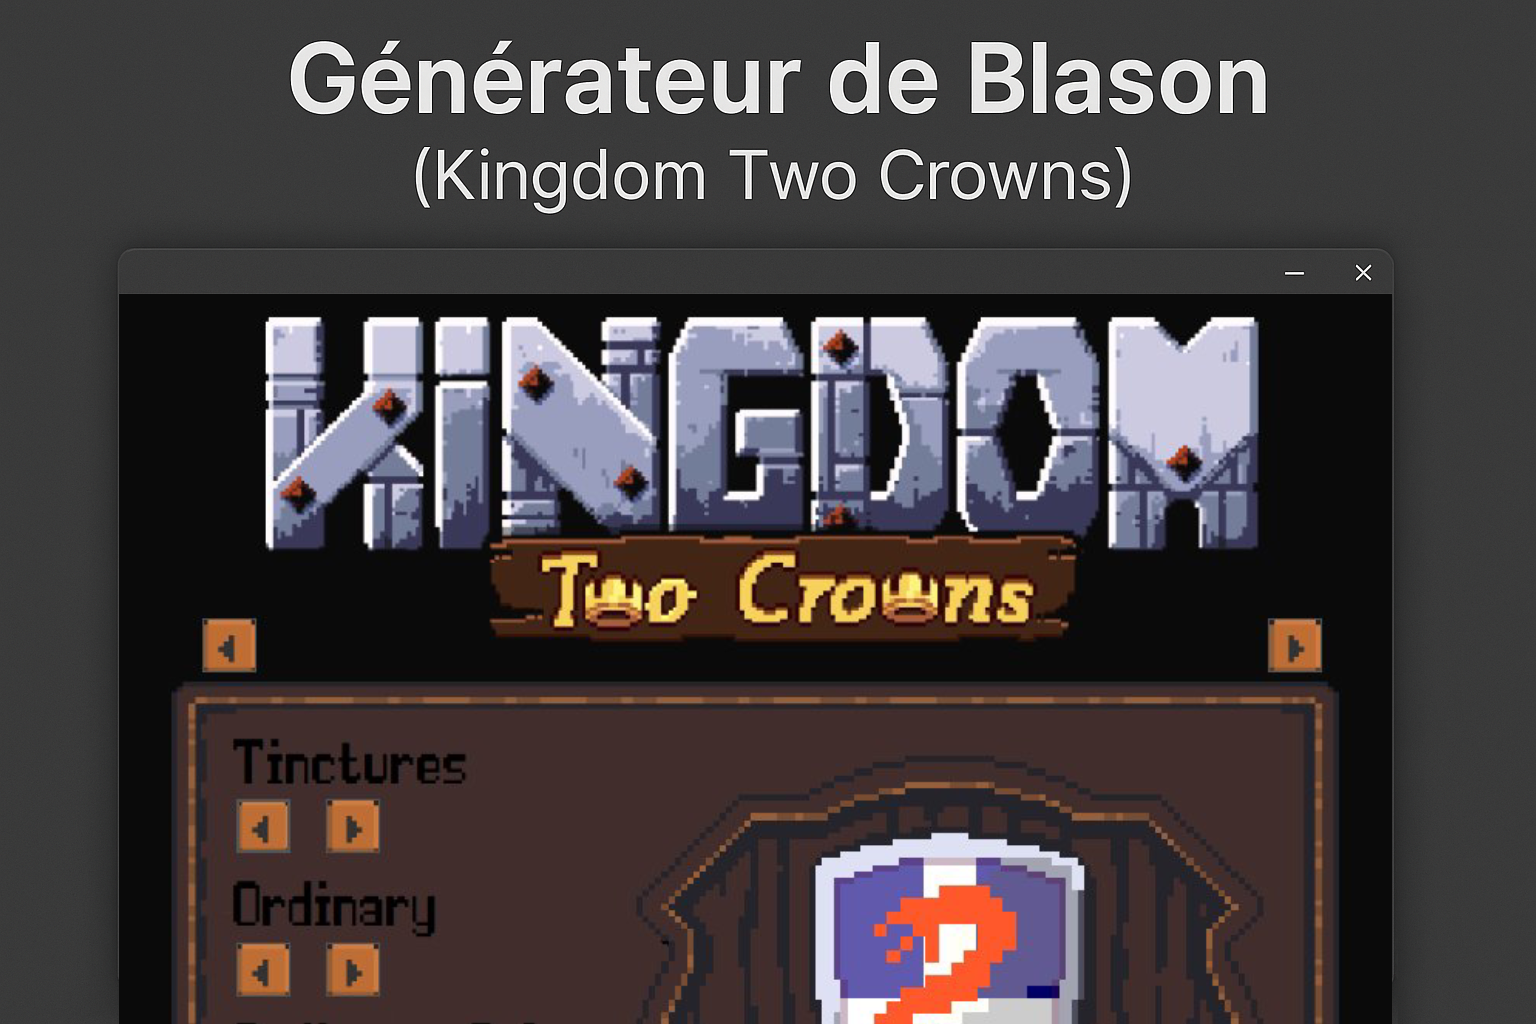 Générateur de Blason
(Kingdom Two Crowns)
KINGDOM
Two Crowns
Tinctures
Ordinary